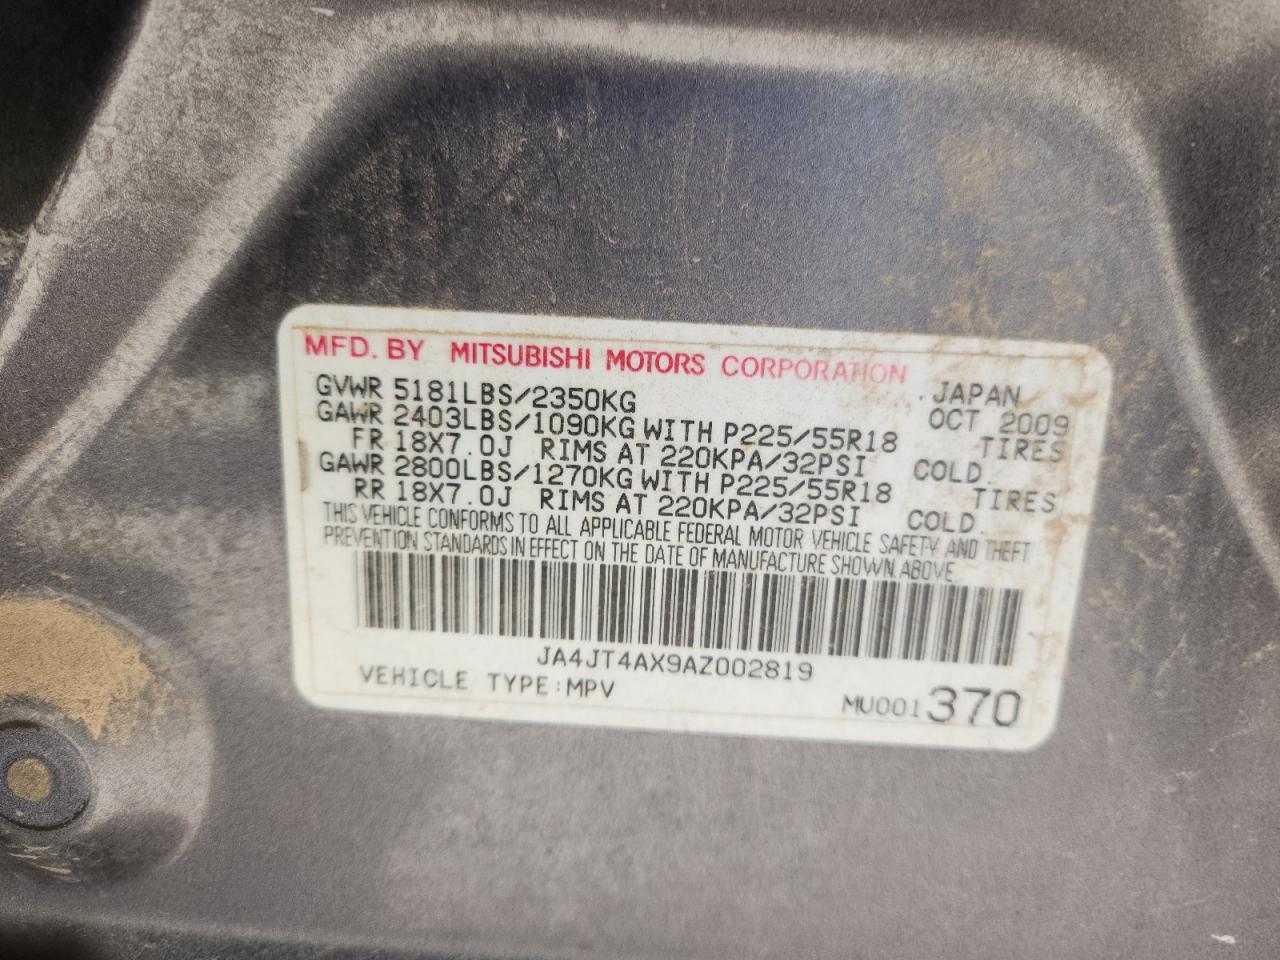 MFD. BY MITSUBISHI MOTORS CORPORATION JAPAN
GVWR 5181LBS/2350KG OCT 2009
GAWR 2403LBS/1090KG WITH P225/55R18 TIRES
FR 18X7.0J RIMS AT 220KPA/32PSI COLD.
GAWR 2800LBS/1270KG WITH P225/55R18 TIRES
RR 18X7.0J RIMS AT 220KPA/32PSI COLD.
THIS VEHICLE CONFORMS TO ALL APPLICABLE FEDERAL MOTOR VEHICLE SAFETY AND THEFT
PREVENTION STANDARDS IN EFFECT ON THE DATE OF MANUFACTURE SHOWN ABOVE.
JA4JT4AX9AZ002819
VEHICLE TYPE:MPV MU001370